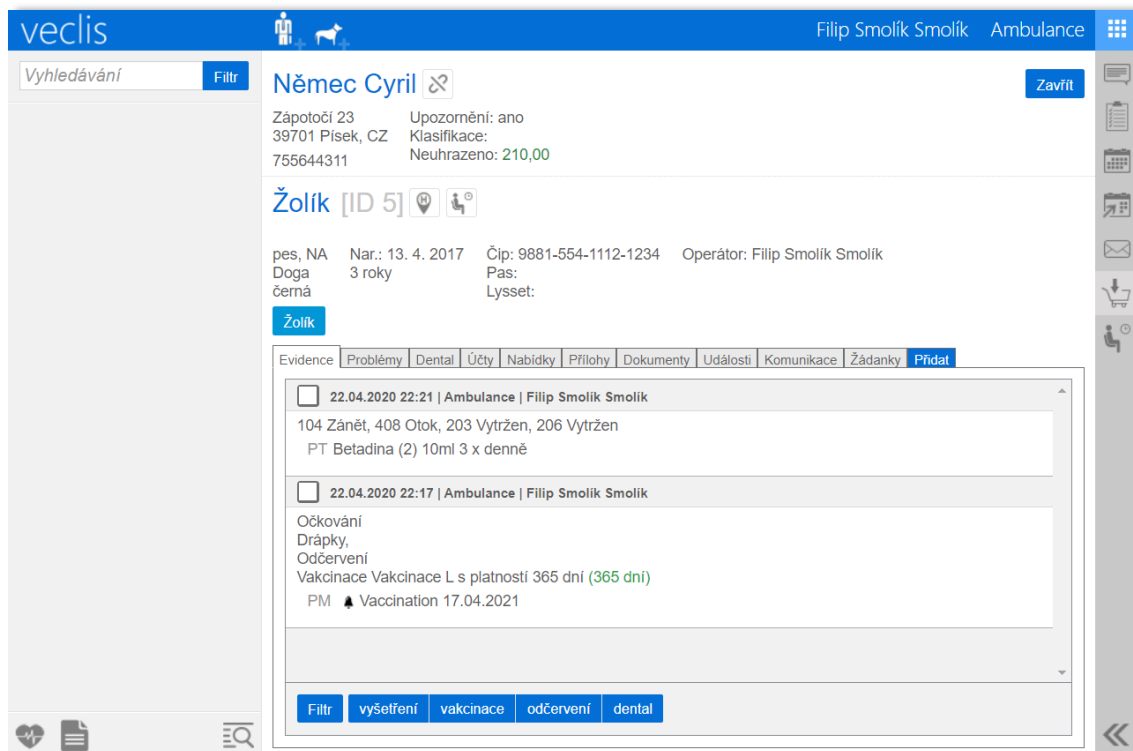 veclis
Filip Smolík Smolík Ambulance
Vyhledávání Filtr
Němec Cyril Zavřít
Zápotočí 23 Upozornění: ano
39701 Písek, CZ Klasifikace:
755644311 Neuhrazeno: 210,00
Žolík [ID 5]
pes, NA Nar.: 13. 4. 2017 Čip: 9881-554-1112-1234 Operátor: Filip Smolík Smolík
Doga 3 roky Pas:
černá Lysset:
Žolík
Evidence Problémy Dental Účty Nabídky Přílohy Dokumenty Události Komunikace Žádanky Přidat
22.04.2020 22:21 | Ambulance | Filip Smolík Smolík
104 Zánět, 408 Otok, 203 Vytržen, 206 Vytržen
PT Betadina (2) 10ml 3 x denně
22.04.2020 22:17 | Ambulance | Filip Smolík Smolík
Očkování
Drápky,
Odčervení
Vakcinace Vakcinace L s platností 365 dní (365 dní)
PM Vaccination 17.04.2021
Filtr vyšetření vakcinace odčervení dental